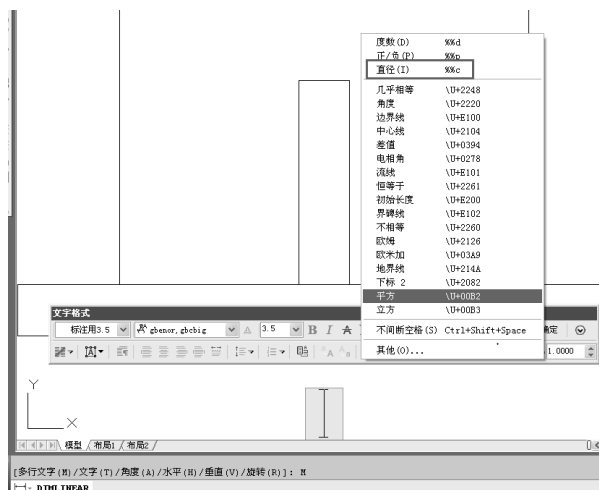 度数(D) %%d
正/负(P) %%p
直径(I) %%c
几乎相等 \U+2248
角度 \U+2220
边界线 \U+E100
中心线 \U+2104
差值 \U+0394
电相角 \U+0278
流线 \U+E101
恒等于 \U+2261
初始长度 \U+E200
界碑线 \U+E102
不相等 \U+2260
欧姆 \U+2126
欧米加 \U+03A9
地界线 \U+214A
下标 2 \U+2082
平方 \U+00B2
立方 \U+00B3
不间断空格(S) Ctrl+Shift+Space
其他(O)...
文字格式
标注用3.5 gbenor, gbcbig A 3.5 B I A 确定
1.0000
Y
X
模型 / 布局1 / 布局2 /
[多行文字(M)/文字(T)/角度(A)/水平(H)/垂直(V)/旋转(R)]: M
DIMLINEAR